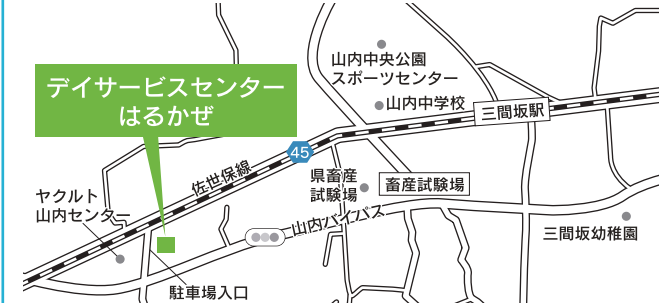 山内中央公園
スポーツセンター
デイサービスセンター
はるかぜ
山内中学校
三間坂駅
45
佐世保線
県畜産
試験場
畜産試験場
ヤクルト
山内センター
山内バイパス
三間坂幼稚園
駐車場入口